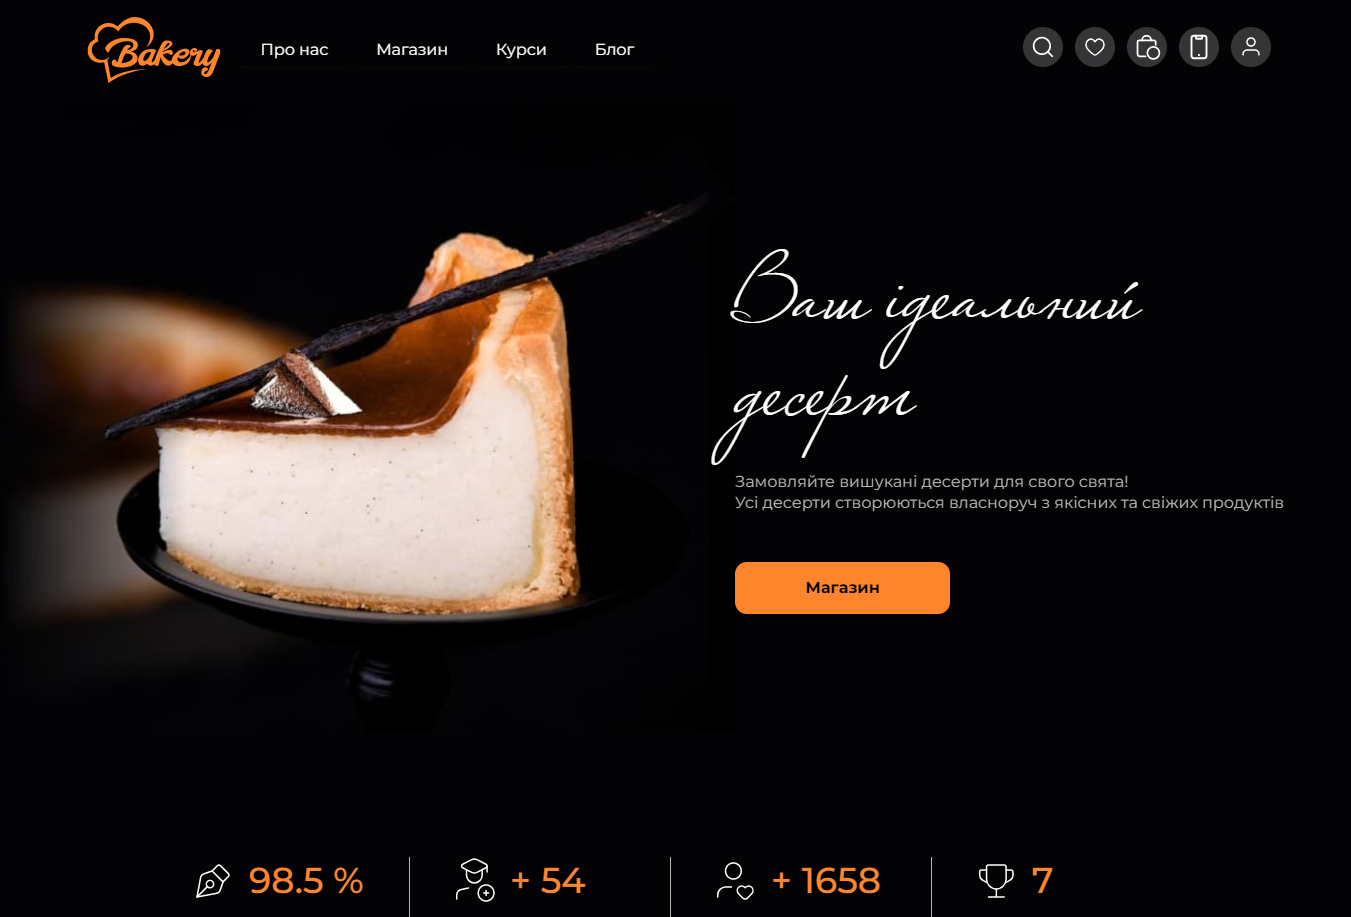 Bakery
Про нас
Магазин
Курси
Блог
Ваш ідеальний
десерт
Замовляйте вишукані десерти для свого свята!
Усі десерти створюються власноруч з якісних та свіжих продуктів
Магазин
98.5 %
+ 54
+ 1658
7